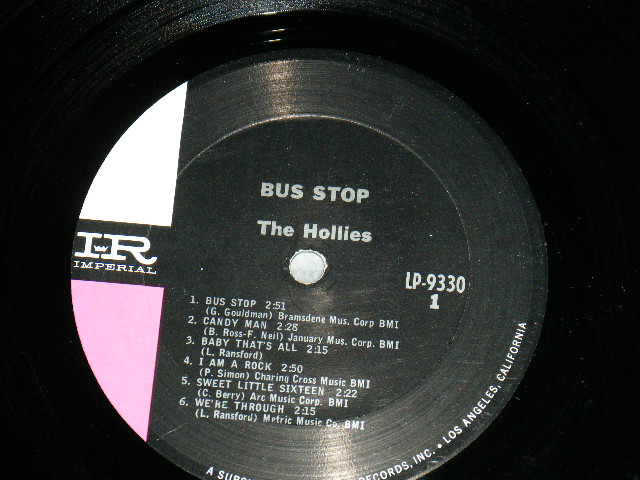 BUS STOP
The Hollies
IR
IMPERIAL
LP-9330
1
1. BUS STOP 2:51
(G. Gouldman) Bramsdene Mus. Corp BMI
2. CANDY MAN 2:28
(B. Ross-F. Neil) January Mus. Corp. BMI
3. BABY THAT'S ALL 2:15
(L. Ransford)
4. I AM A ROCK 2:50
(P. Simon) Charing Cross Music BMI
5. SWEET LITTLE SIXTEEN 2:22
(C. Berry) Arc Music Corp. BMI
6. WE'RE THROUGH 2:15
(L. Ransford) Metric Music Co. BMI
A RECORDS, INC. • LOS ANGELES, CALIFORNIA